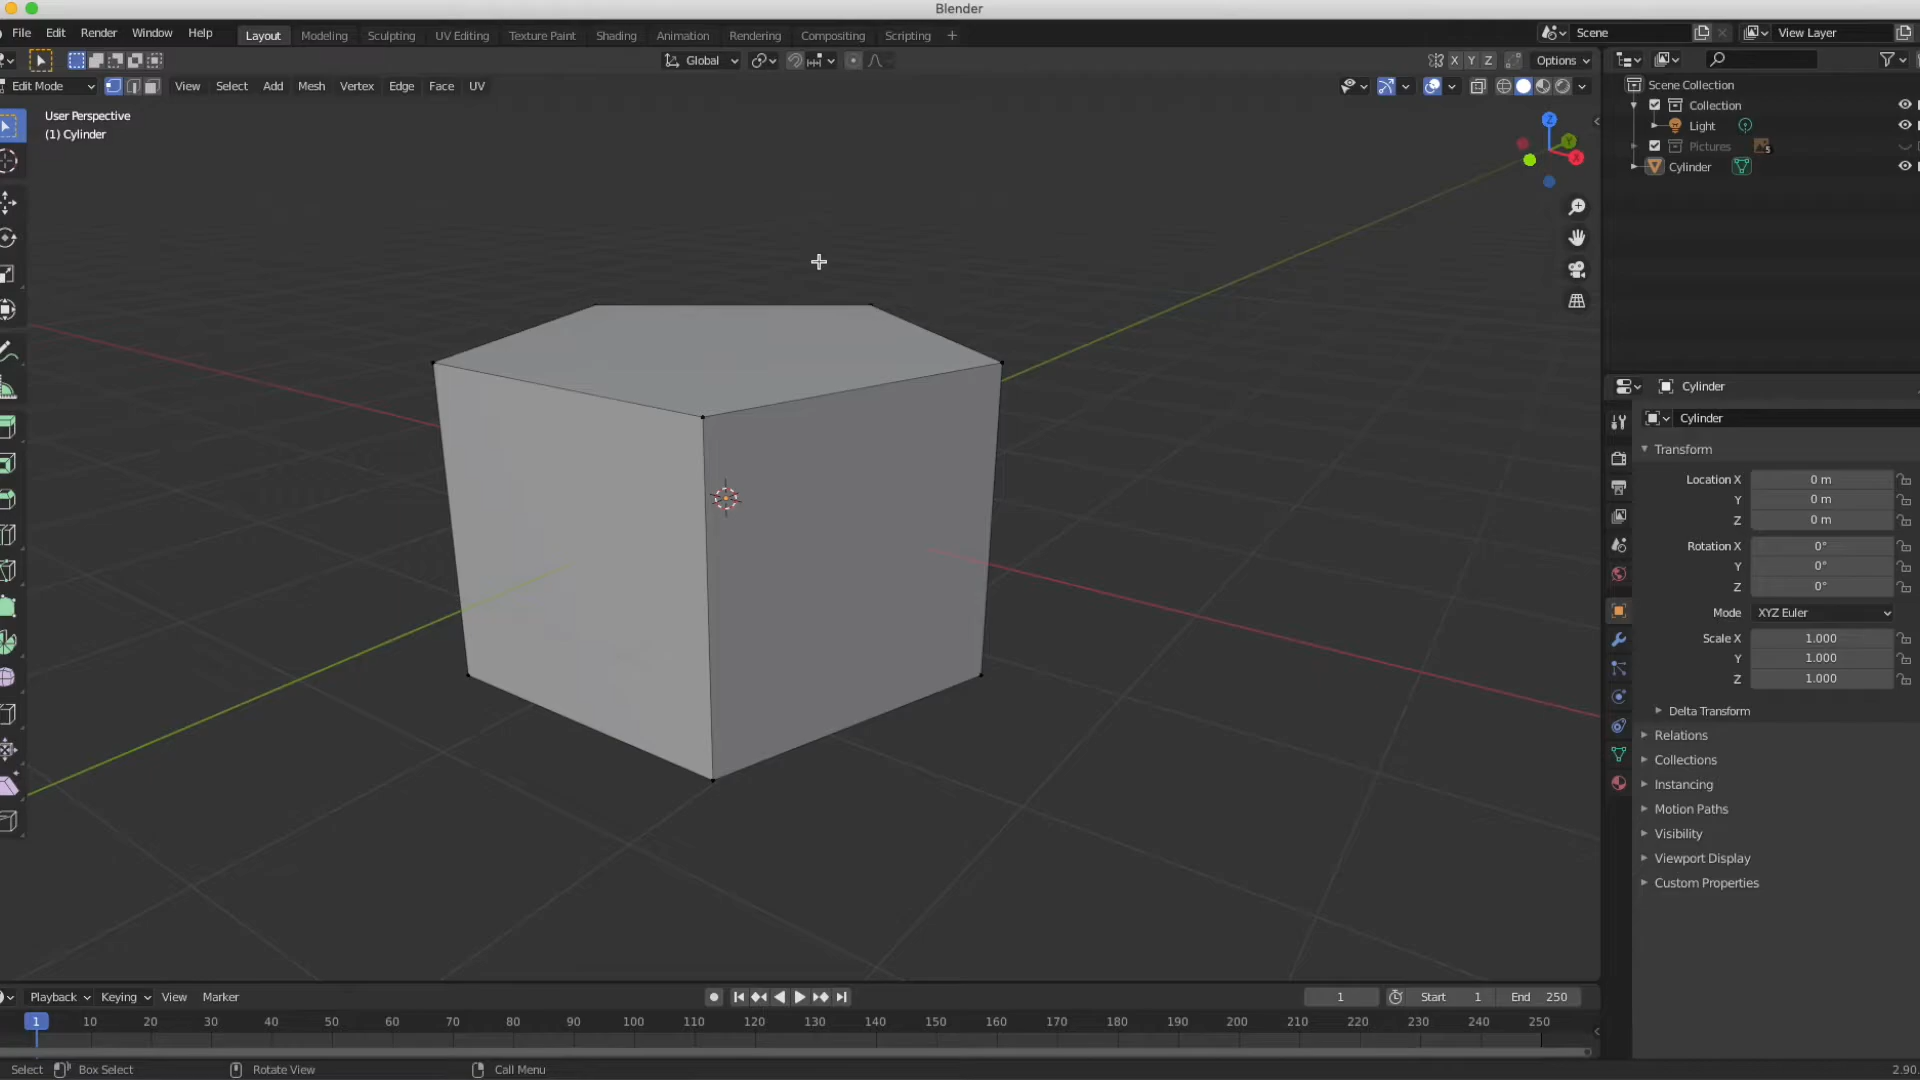 Blender
File Edit Render Window Help Layout Modeling Sculpting UV Editing Texture Paint Shading Animation Rendering Compositing Scripting + Scene View Layer
Global X Y Z Options
Edit Mode View Select Add Mesh Vertex Edge Face UV
User Perspective
(1) Cylinder
Z
Y
X
Scene Collection
Collection
Light
Pictures 5
Cylinder
Cylinder
Cylinder
Transform
Location X 0 m
Y 0 m
Z 0 m
Rotation X 0°
Y 0°
Z 0°
Mode XYZ Euler
Scale X 1.000
Y 1.000
Z 1.000
Delta Transform
Relations
Collections
Instancing
Motion Paths
Visibility
Viewport Display
Custom Properties
Playback Keying View Marker 1 Start 1 End 250
1 10 20 30 40 50 60 70 80 90 100 110 120 130 140 150 160 170 180 190 200 210 220 230 240 250
Select Box Select Rotate View Call Menu 2.90.